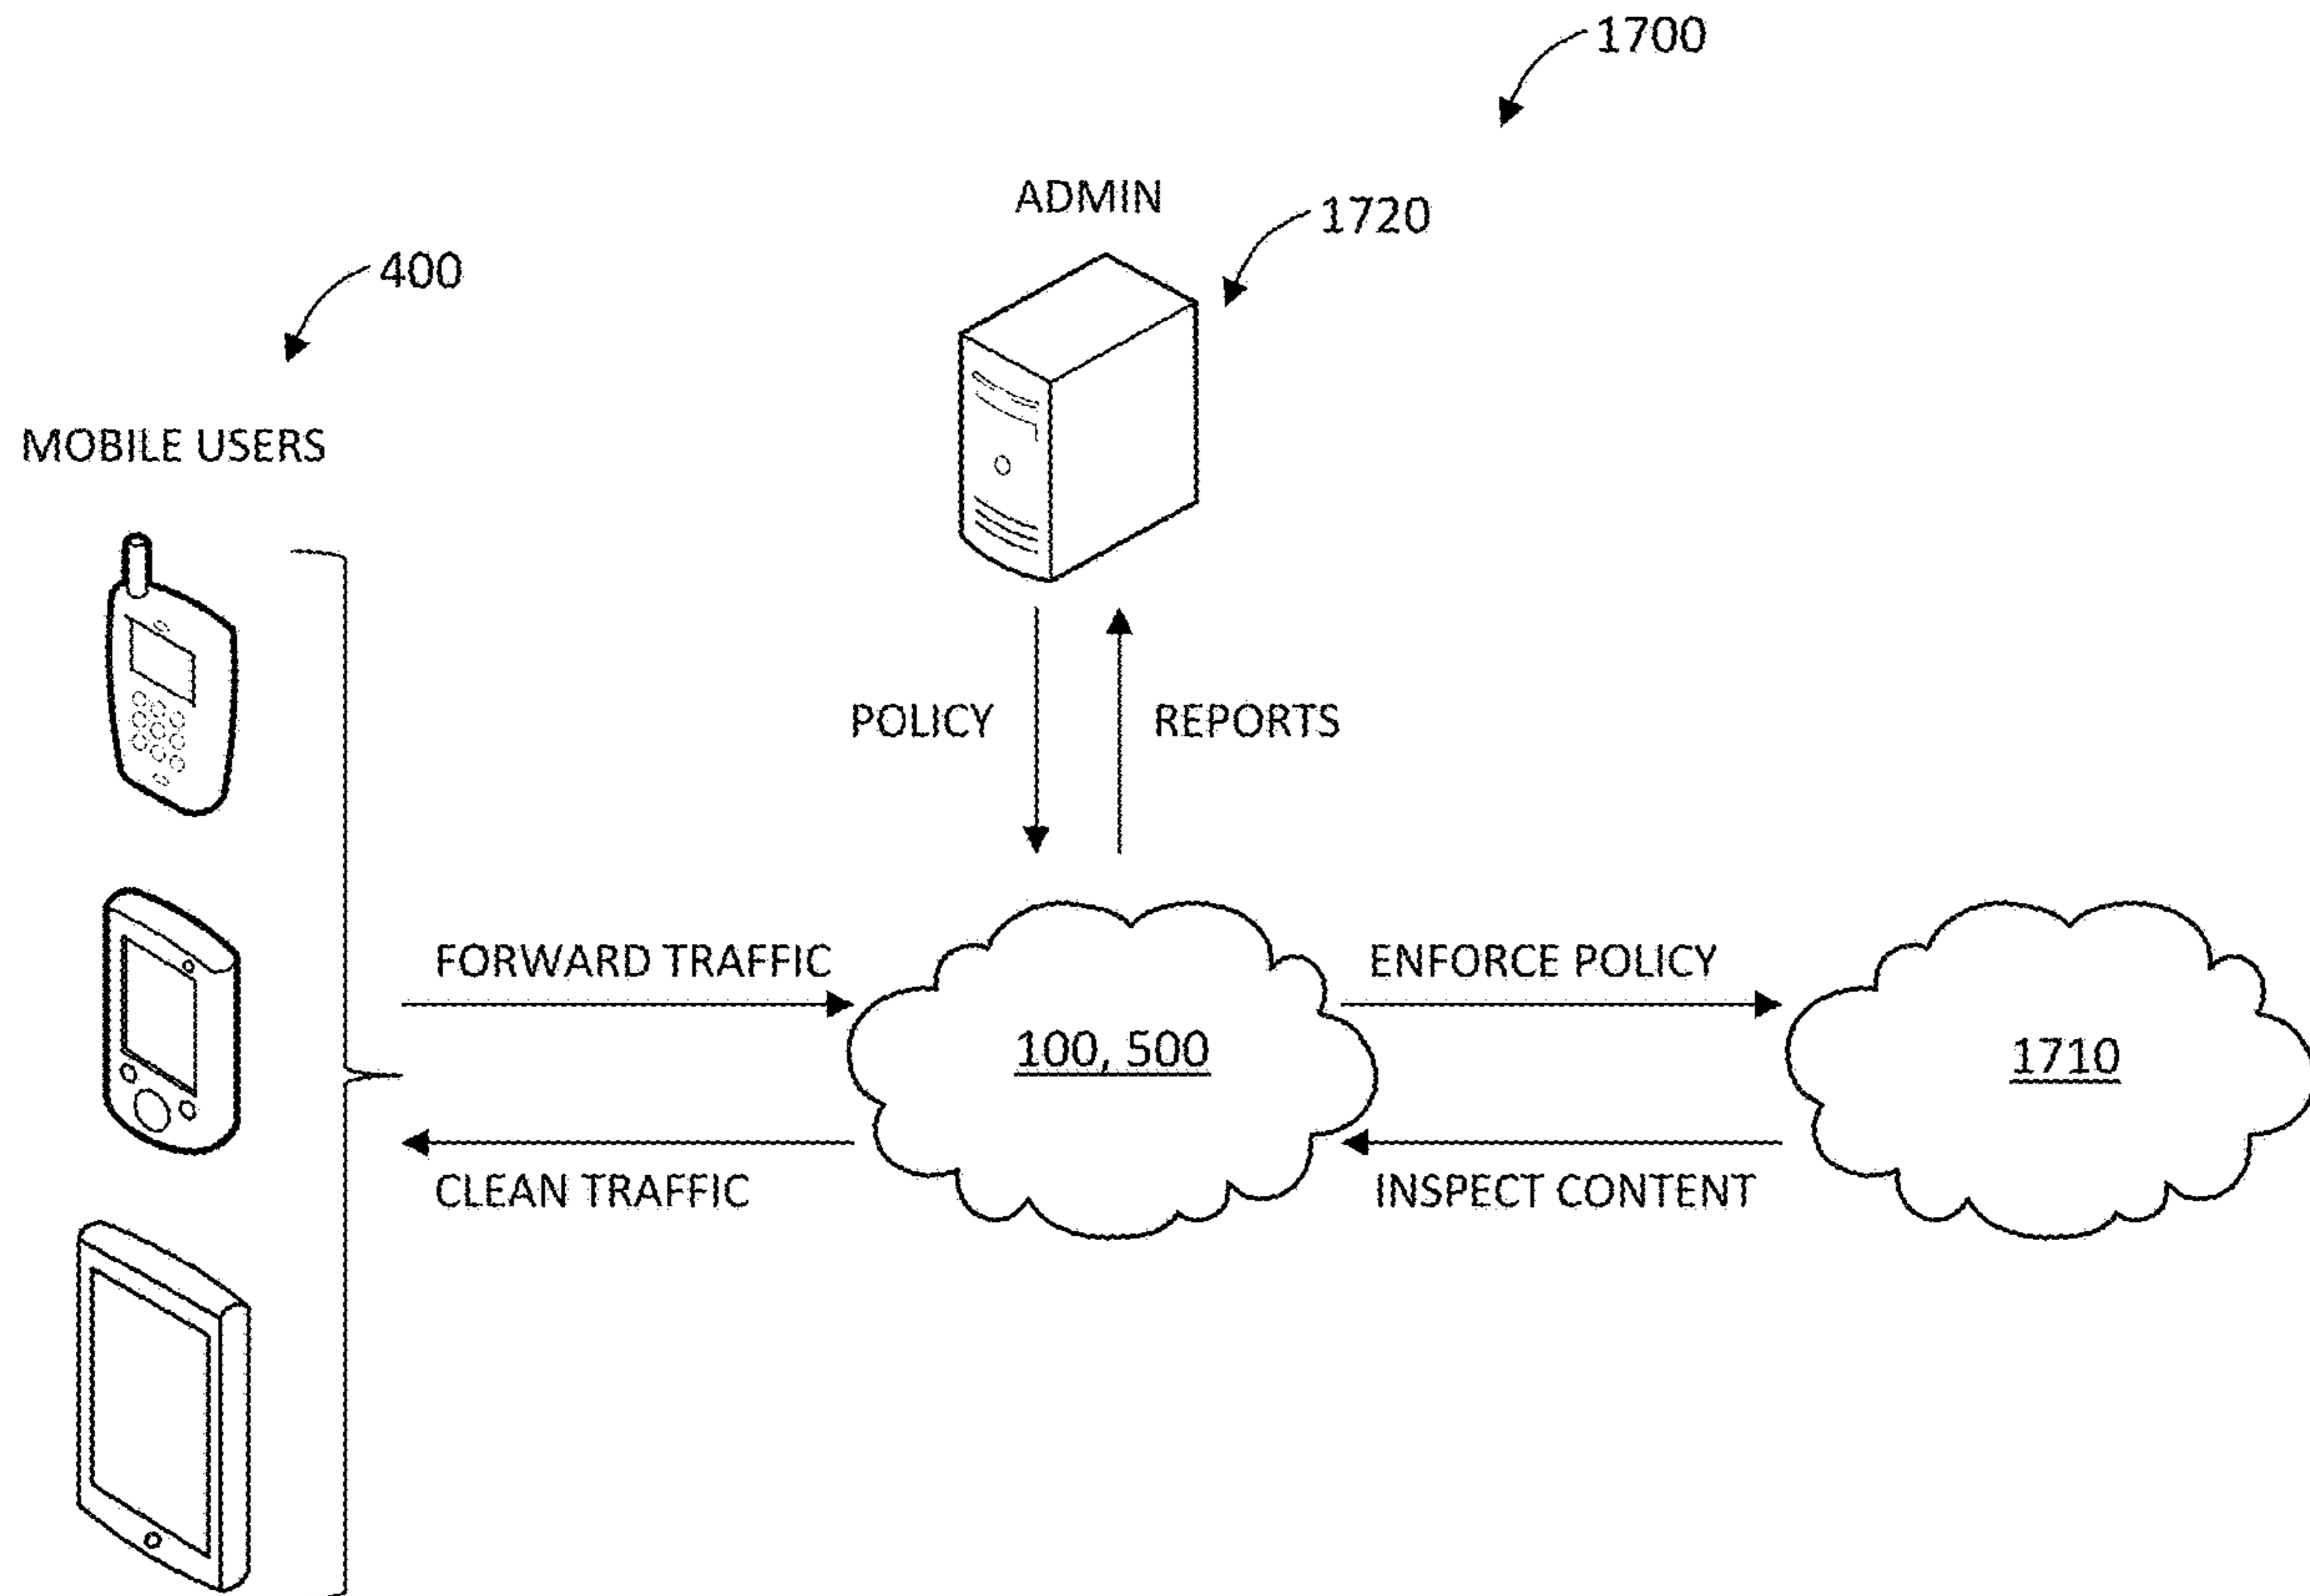 1700
ADMIN
1720
400
MOBILE USERS
POLICY
REPORTS
FORWARD TRAFFIC
ENFORCE POLICY
100, 500
1710
CLEAN TRAFFIC
INSPECT CONTENT